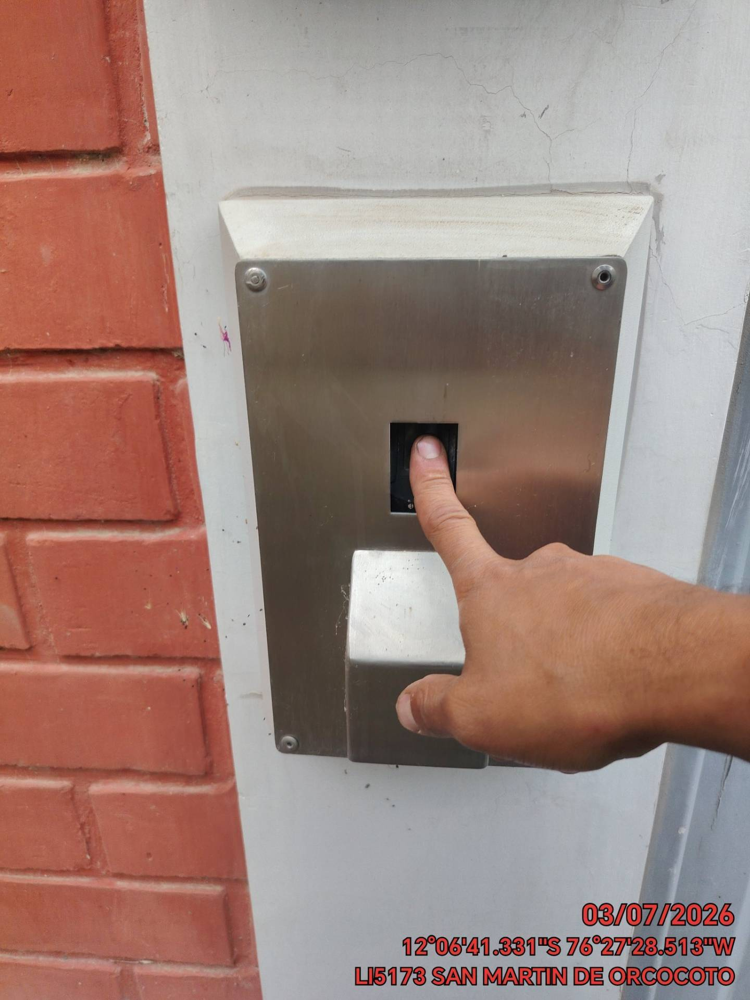 03/07/2026
12°06'41.331"S 76°27'28.513"W
LI5173 SAN MARTIN DE ORCOCOTO